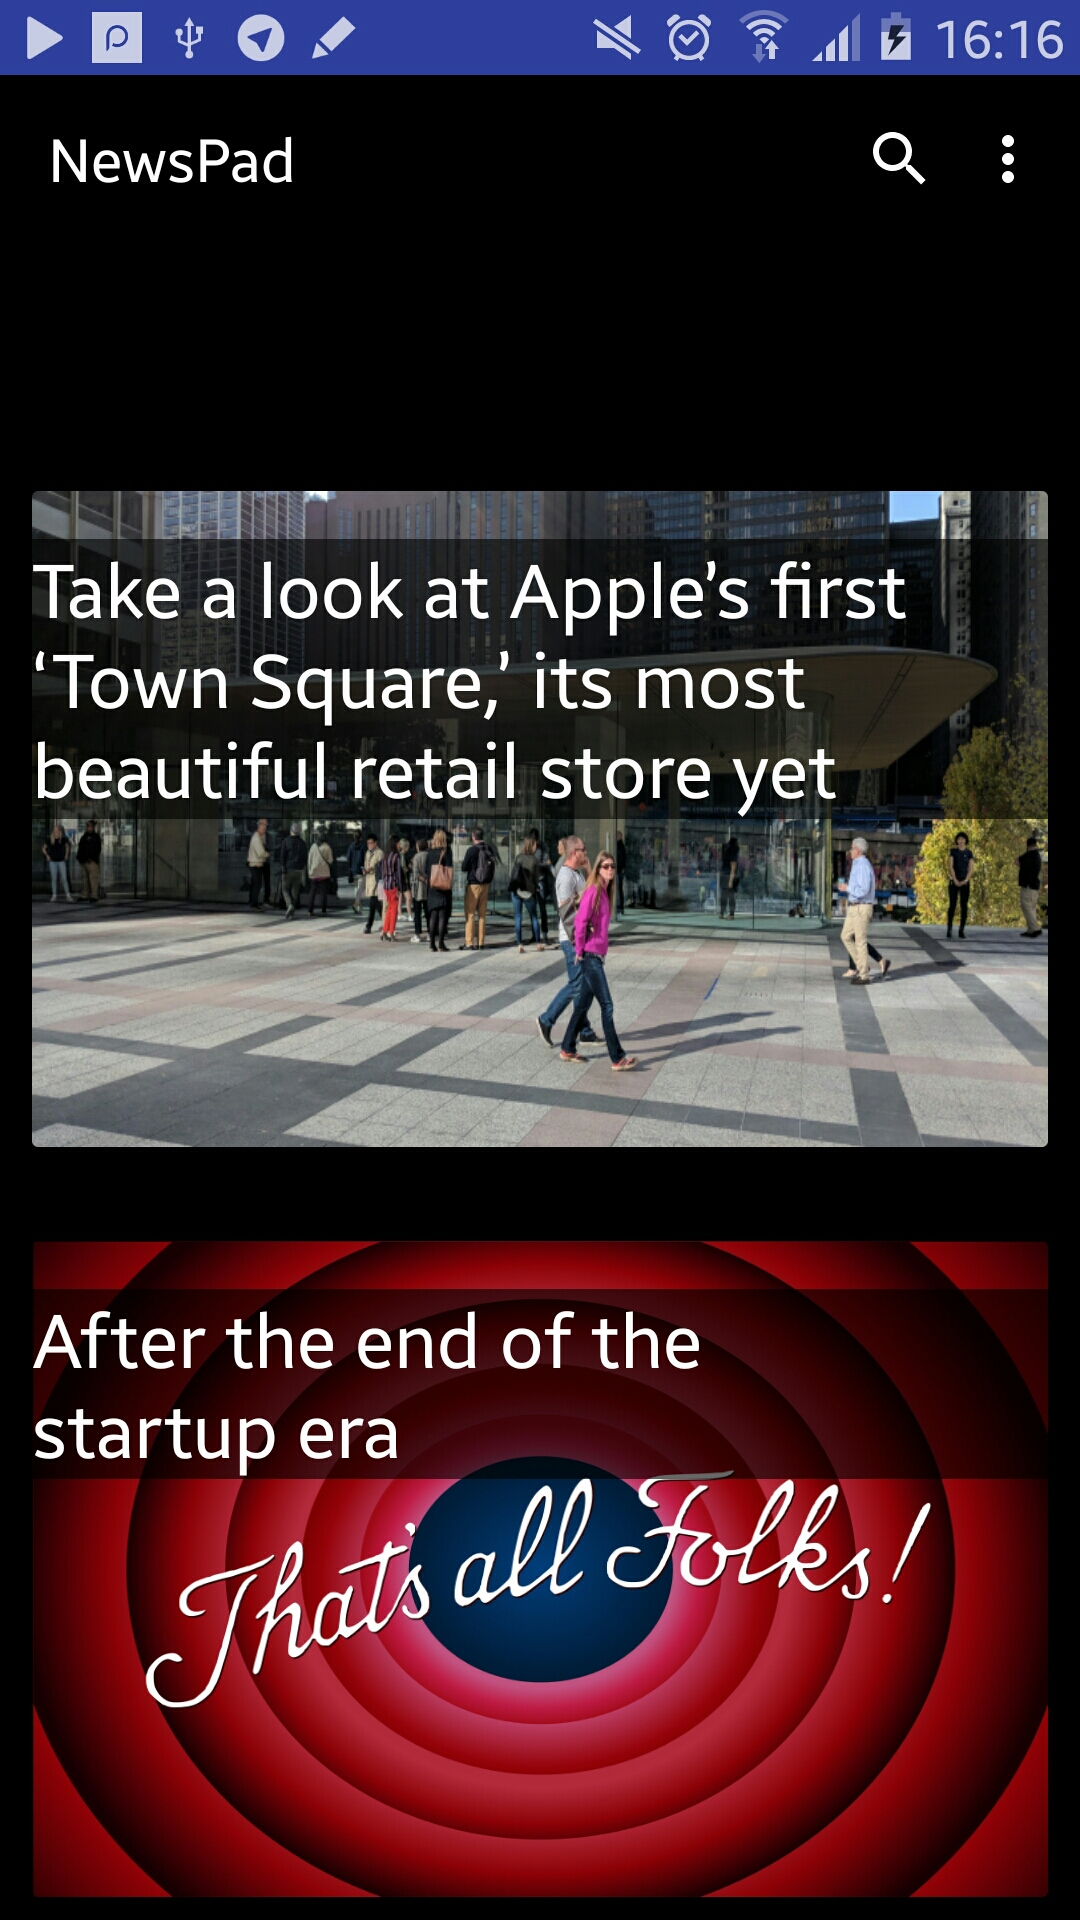 16:16
NewsPad
Take a look at Apple’s first
‘Town Square,’ its most
beautiful retail store yet
After the end of the
startup era
That's all Folks!